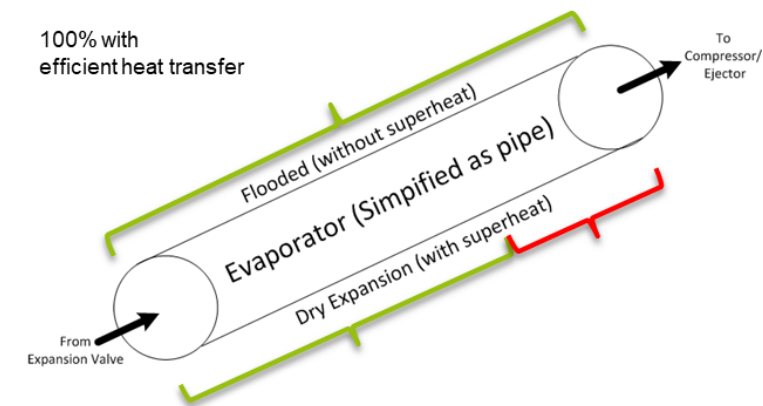 100% with
efficient heat transfer
To
Compressor/
Ejector
Flooded (without superheat)
Evaporator (Simpified as pipe)
Dry Expansion (with superheat)
From
Expansion Valve